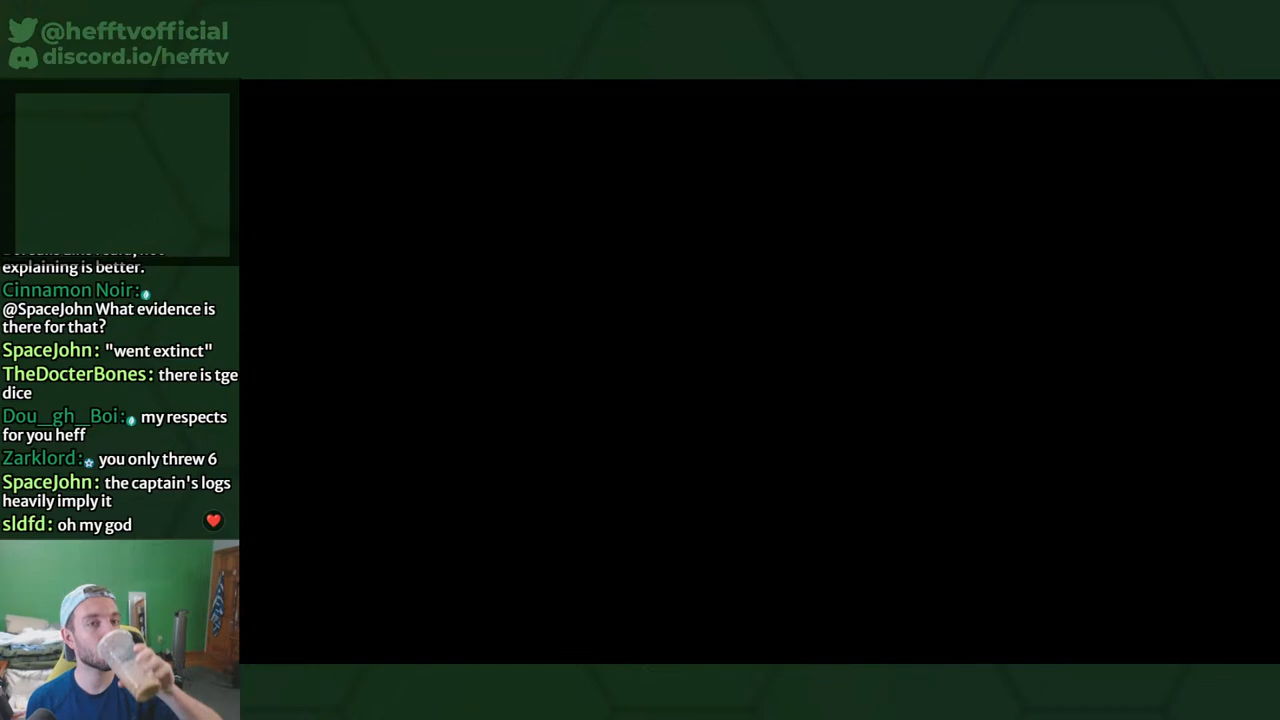 @hefftvofficial
discord.io/hefftv
explaining is better.
Cinnamon Noir:
@SpaceJohn What evidence is
there for that?
SpaceJohn: "went extinct"
TheDocterBones: there is tge
dice
Dou_gh_Boi: my respects
for you heff
Zarklord: you only threw 6
SpaceJohn: the captain's logs
heavily imply it
sldfd: oh my god